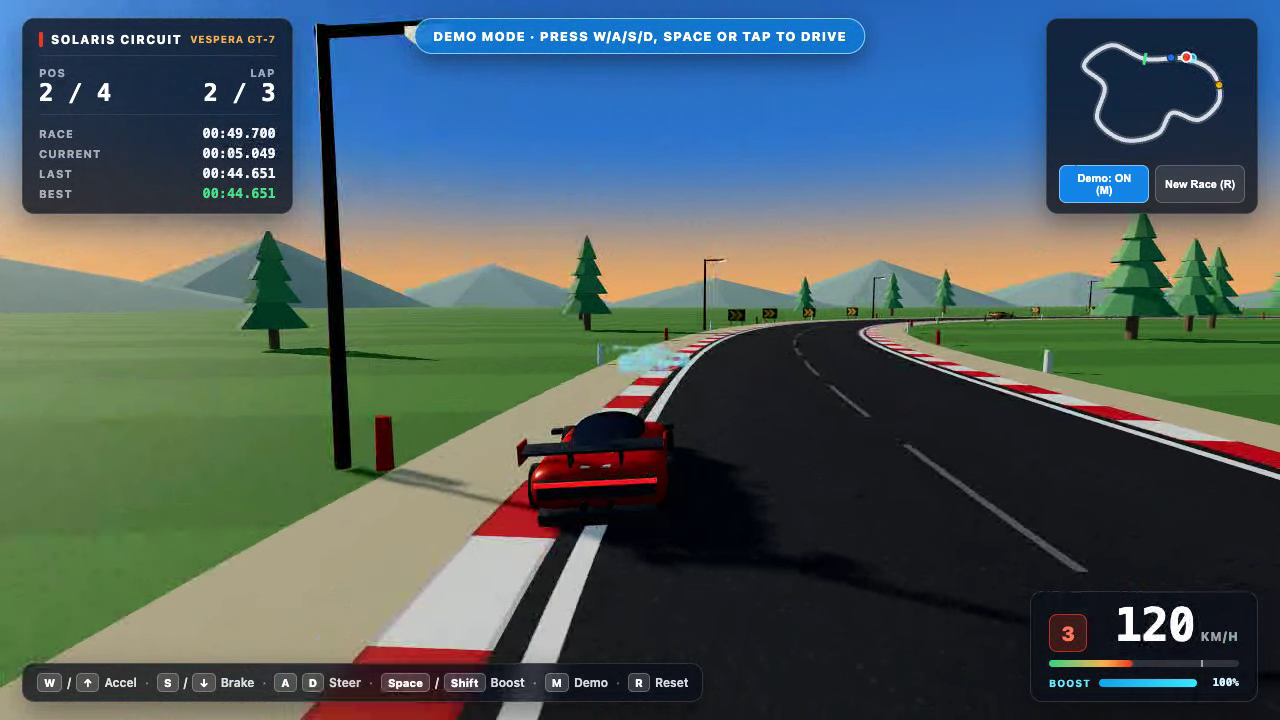 SOLARIS CIRCUIT VESPERA GT-7
POS LAP
2 / 4 2 / 3
RACE 00:49.700
CURRENT 00:05.049
LAST 00:44.651
BEST 00:44.651
DEMO MODE · PRESS W/A/S/D, SPACE OR TAP TO DRIVE
Demo: ON
(M)
New Race (R)
W / ↑ Accel · S / ↓ Brake · A D Steer · Space / Shift Boost · M Demo · R Reset
3 120 KM/H
BOOST 100%